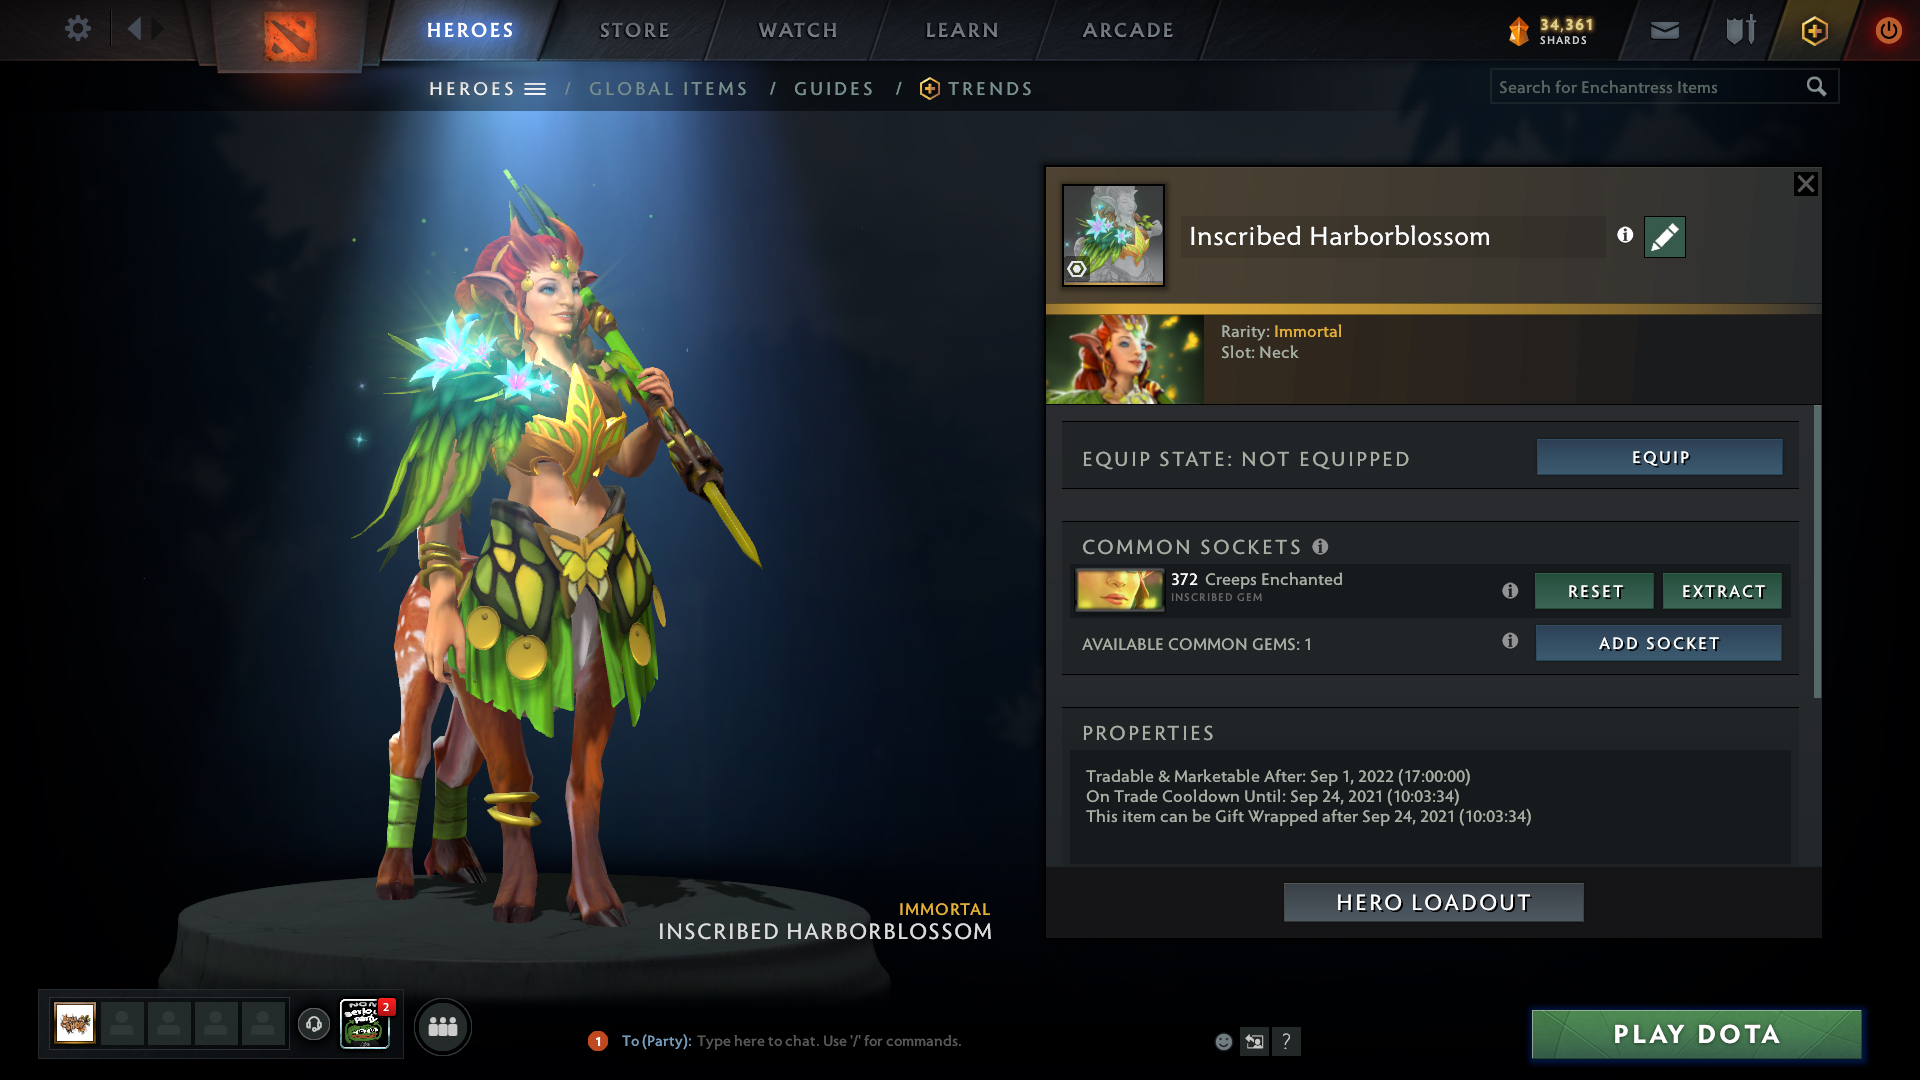 HEROES
STORE
WATCH
LEARN
ARCADE
34,361
SHARDS
HEROES / GLOBAL ITEMS / GUIDES / TRENDS
Search for Enchantress Items
Inscribed Harborblossom
Rarity: Immortal
Slot: Neck
EQUIP STATE: NOT EQUIPPED
EQUIP
COMMON SOCKETS
372 Creeps Enchanted
INSCRIBED GEM
RESET
EXTRACT
AVAILABLE COMMON GEMS: 1
ADD SOCKET
PROPERTIES
Tradable & Marketable After: Sep 1, 2022 (17:00:00)
On Trade Cooldown Until: Sep 24, 2021 (10:03:34)
This item can be Gift Wrapped after Sep 24, 2021 (10:03:34)
HERO LOADOUT
IMMORTAL
INSCRIBED HARBORBLOSSOM
2
1
To (Party): Type here to chat. Use '/' for commands.
?
PLAY DOTA